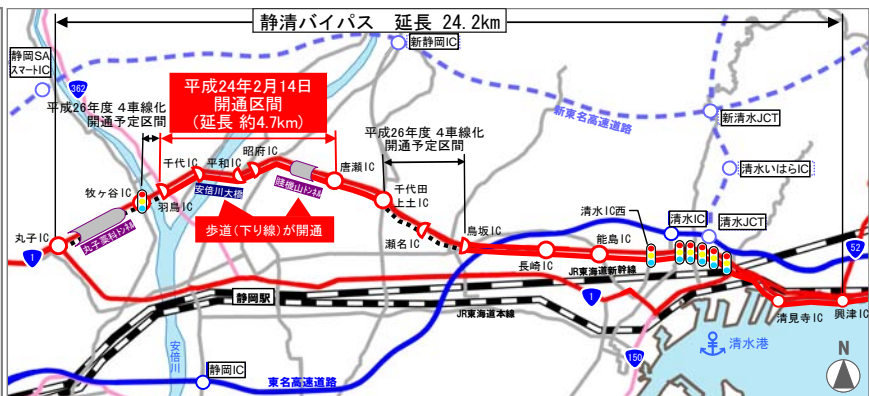 静清バイパス 延長 24.2km
静岡SA
スマートIC
362
新静岡IC
平成26年度 4車線化
開通予定区間
平成24年2月14日
開通区間
(延長 約4.7km)
平成26年度 4車線化
開通予定区間
新東名高速道路
新清水JCT
清水いはらIC
清水JCT
千代IC
平和IC
昭府IC
唐瀬IC
千代田
上土IC
牧ヶ谷IC
羽鳥IC
安倍川大橋
賤機山トンネル
歩道(下り線)が開通
丸子IC
丸子藁科トンネル
瀬名IC
鳥坂IC
長崎IC
能島IC
清水IC西
清水IC
JR東海道新幹線
52
1
静岡駅
JR東海道本線
1
清見寺IC
興津IC
安倍川
静岡IC
東名高速道路
150
清水港
N